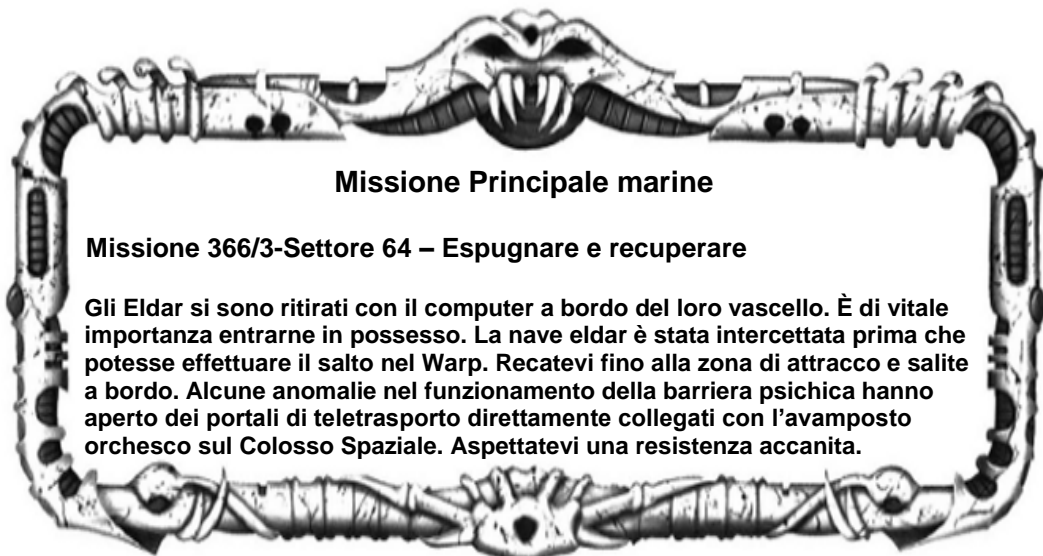 Missione Principale marine
Missione 366/3-Settore 64 – Espugnare e recuperare
Gli Eldar si sono ritirati con il computer a bordo del loro vascello. È di vitale
importanza entrarne in possesso. La nave eldar è stata intercettata prima che
potesse effettuare il salto nel Warp. Recatevi fino alla zona di attracco e salite
a bordo. Alcune anomalie nel funzionamento della barriera psichica hanno
aperto dei portali di teletrasporto direttamente collegati con l’avamposto
orchesco sul Colosso Spaziale. Aspettatevi una resistenza accanita.